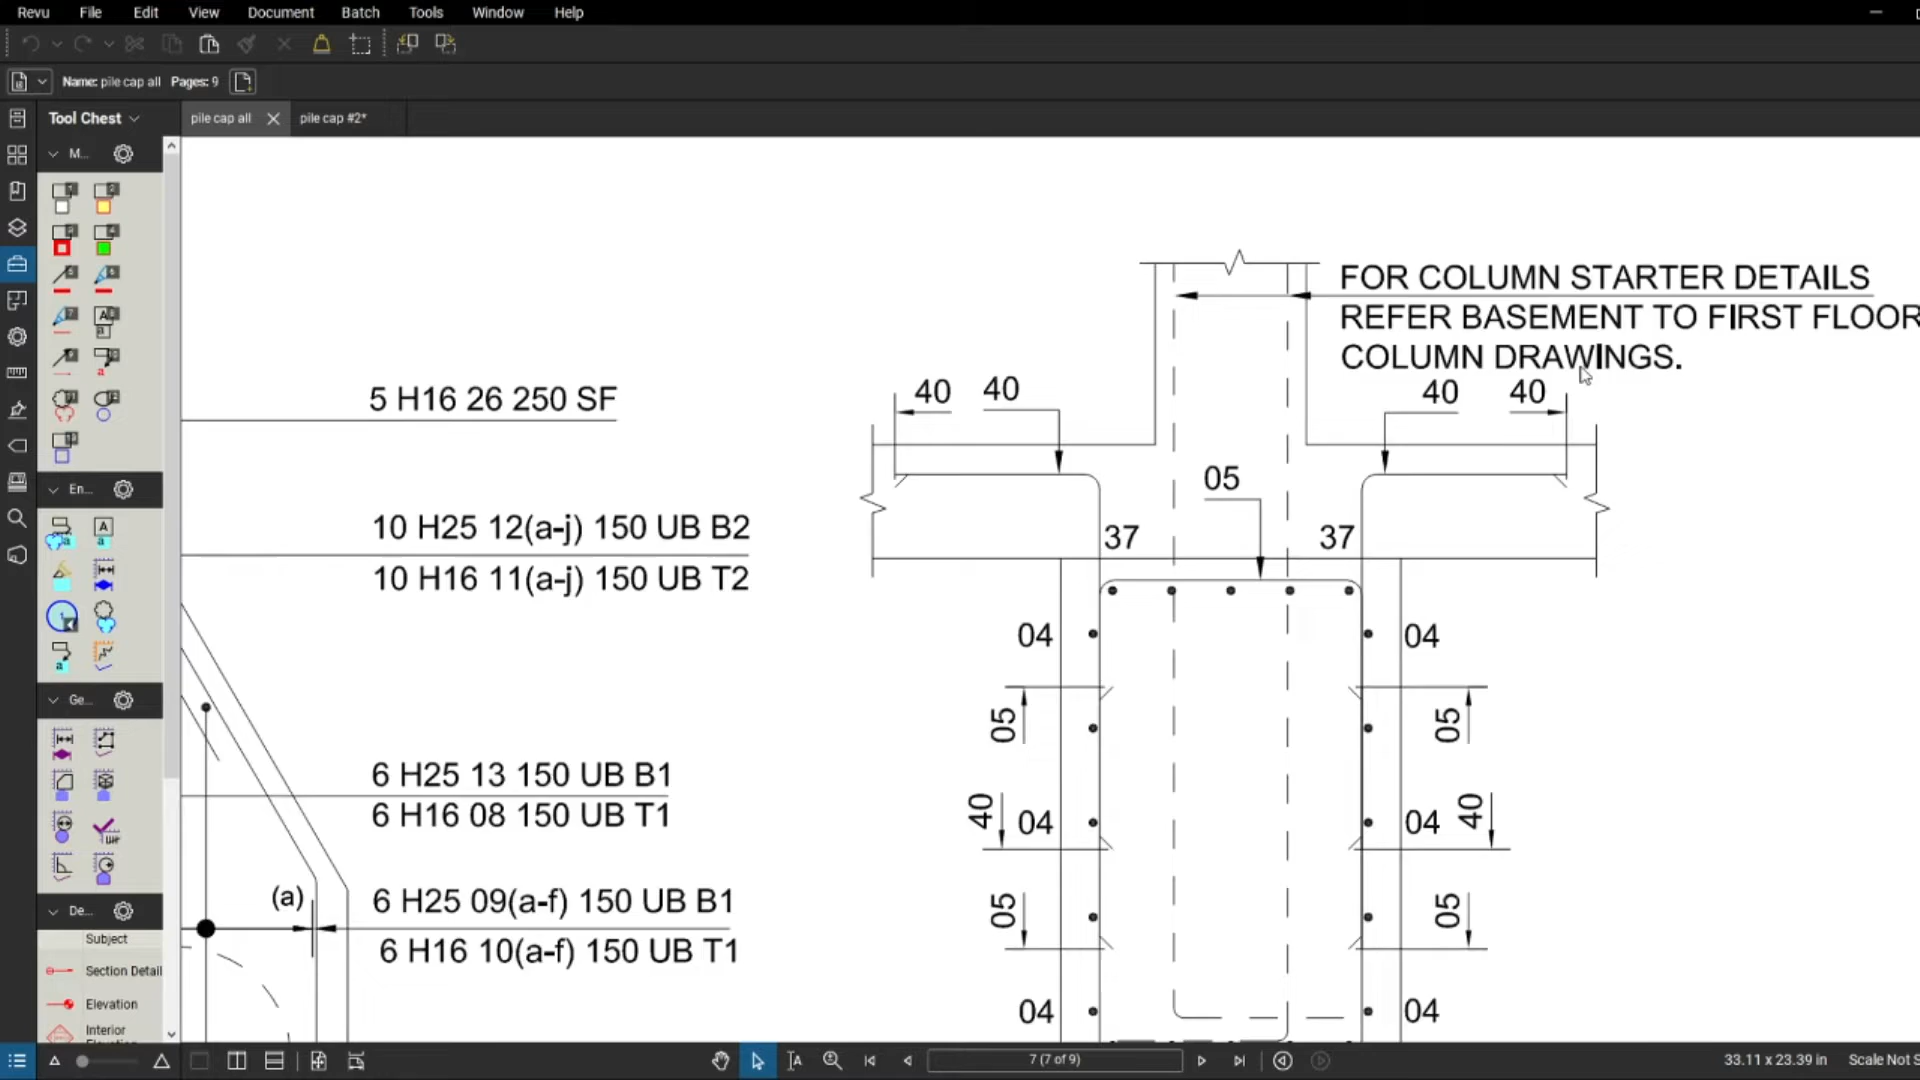 Revu File Edit View Document Batch Tools Window Help
Name: pile cap all Pages: 9
Tool Chest
pile cap all
pile cap #2*
M...
En...
Ge...
De...
Subject
Section Detail
Elevation
Interior
FOR COLUMN STARTER DETAILS
REFER BASEMENT TO FIRST FLOOR
COLUMN DRAWINGS.
5 H16 26 250 SF
10 H25 12(a-j) 150 UB B2
10 H16 11(a-j) 150 UB T2
6 H25 13 150 UB B1
6 H16 08 150 UB T1
(a)
6 H25 09(a-f) 150 UB B1
6 H16 10(a-f) 150 UB T1
40 40 40 40
05
37 37
04 04
05 05
40 04 04 40
05 05
04 04
7 (7 of 9)
33.11 x 23.39 in
Scale Not S